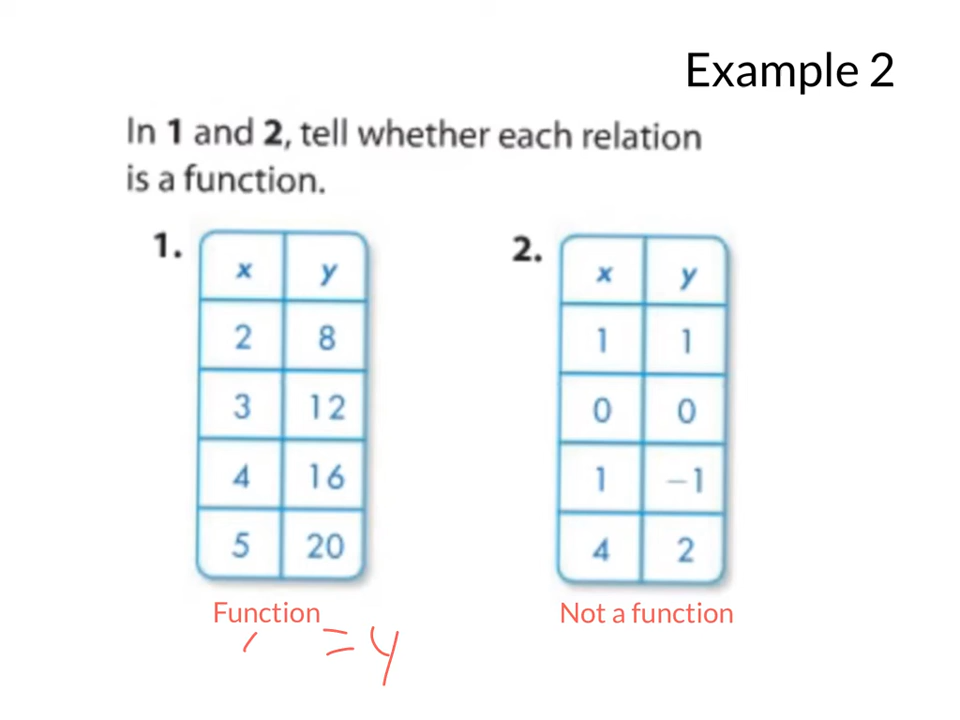 Example 2
In 1 and 2, tell whether each relation
is a function.
1.
x y
2 8
3 12
4 16
5 20
Function
= y
2.
x y
1 1
0 0
1 −1
4 2
Not a function